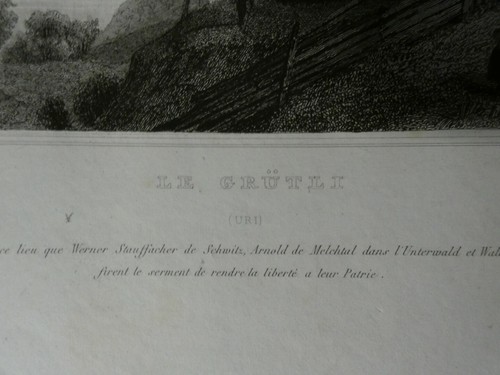 LE GRÜTLI
(URI)
ce lieu que Werner Stauffacher de Schwitz, Arnold de Melchtal dans l'Unterwald et Wal
firent le serment de rendre la liberté a leur Patrie.